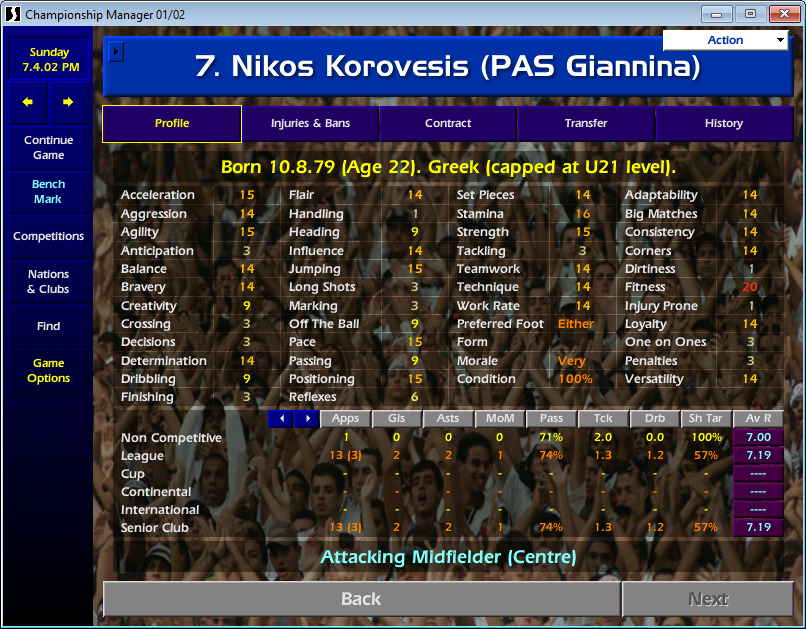 Championship Manager 01/02
Sunday
7.4.02 PM
Continue
Game
Bench
Mark
Competitions
Nations
& Clubs
Find
Game
Options
Action
7. Nikos Korovesis (PAS Giannina)
Profile Injuries & Bans Contract Transfer History
Born 10.8.79 (Age 22). Greek (capped at U21 level).
Acceleration 15 Flair 14 Set Pieces 14 Adaptability 14
Aggression 14 Handling 1 Stamina 16 Big Matches 14
Agility 15 Heading 9 Strength 15 Consistency 14
Anticipation 3 Influence 14 Tackling 3 Corners 14
Balance 14 Jumping 15 Teamwork 14 Dirtiness 1
Bravery 14 Long Shots 3 Technique 14 Fitness 20
Creativity 9 Marking 3 Work Rate 14 Injury Prone 1
Crossing 3 Off The Ball 9 Preferred Foot Either Loyalty 14
Decisions 3 Pace 15 Form One on Ones 3
Determination 14 Passing 9 Morale Very Penalties 3
Dribbling 9 Positioning 15 Condition 100% Versatility 14
Finishing 3 Reflexes 6
Apps Gls Asts MoM Pass Tck Drb Sh Tar Av R
Non Competitive 1 0 0 0 71% 2.0 0.0 100% 7.00
League 13 (3) 2 2 1 74% 1.3 1.2 57% 7.19
Cup - - - - - - - - ----
Continental - - - - - - - - ----
International - - - - - - - - ----
Senior Club 13 (3) 2 2 1 74% 1.3 1.2 57% 7.19
Attacking Midfielder (Centre)
Back Next